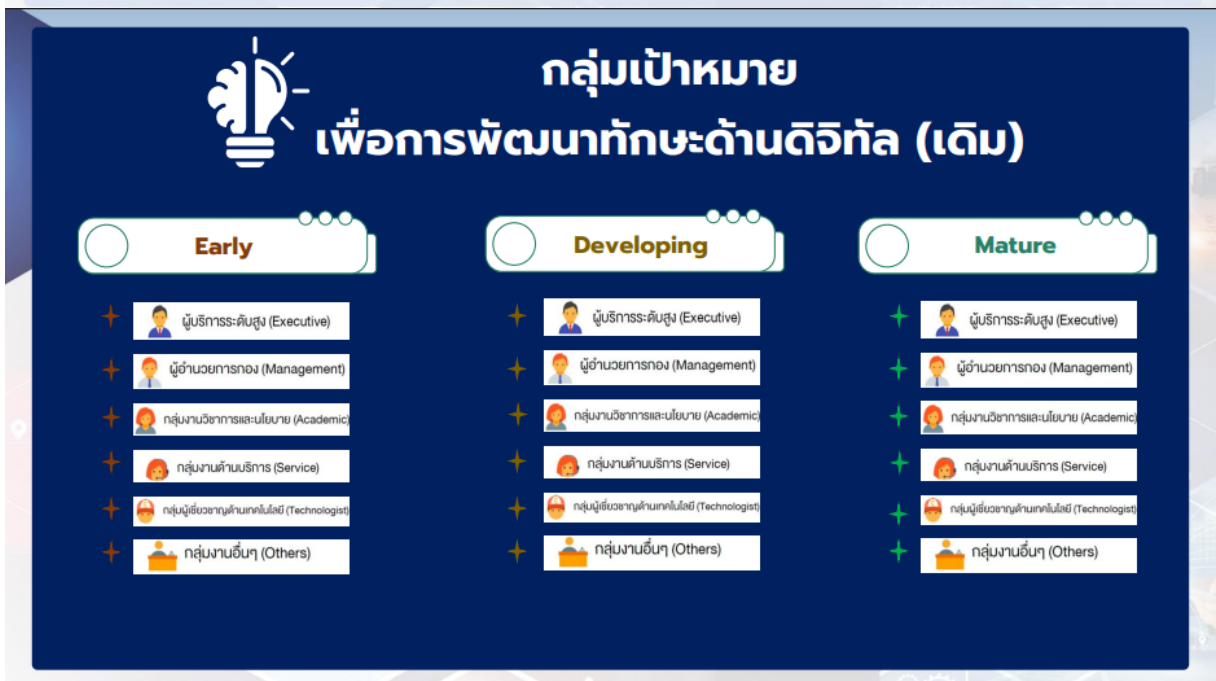 กลุ่มเป้าหมาย
เพื่อการพัฒนาทักษะด้านดิจิทัล (เดิม)
Early
ผู้บริการระดับสูง (Executive)
ผู้อำนวยการกอง (Management)
กลุ่มงานวิชาการและนโยบาย (Academic)
กลุ่มงานด้านบริการ (Service)
กลุ่มผู้เชี่ยวชาญด้านเทคโนโลยี (Technologist)
กลุ่มงานอื่นๆ (Others)
Developing
ผู้บริการระดับสูง (Executive)
ผู้อำนวยการกอง (Management)
กลุ่มงานวิชาการและนโยบาย (Academic)
กลุ่มงานด้านบริการ (Service)
กลุ่มผู้เชี่ยวชาญด้านเทคโนโลยี (Technologist)
กลุ่มงานอื่นๆ (Others)
Mature
ผู้บริการระดับสูง (Executive)
ผู้อำนวยการกอง (Management)
กลุ่มงานวิชาการและนโยบาย (Academic)
กลุ่มงานด้านบริการ (Service)
กลุ่มผู้เชี่ยวชาญด้านเทคโนโลยี (Technologist)
กลุ่มงานอื่นๆ (Others)